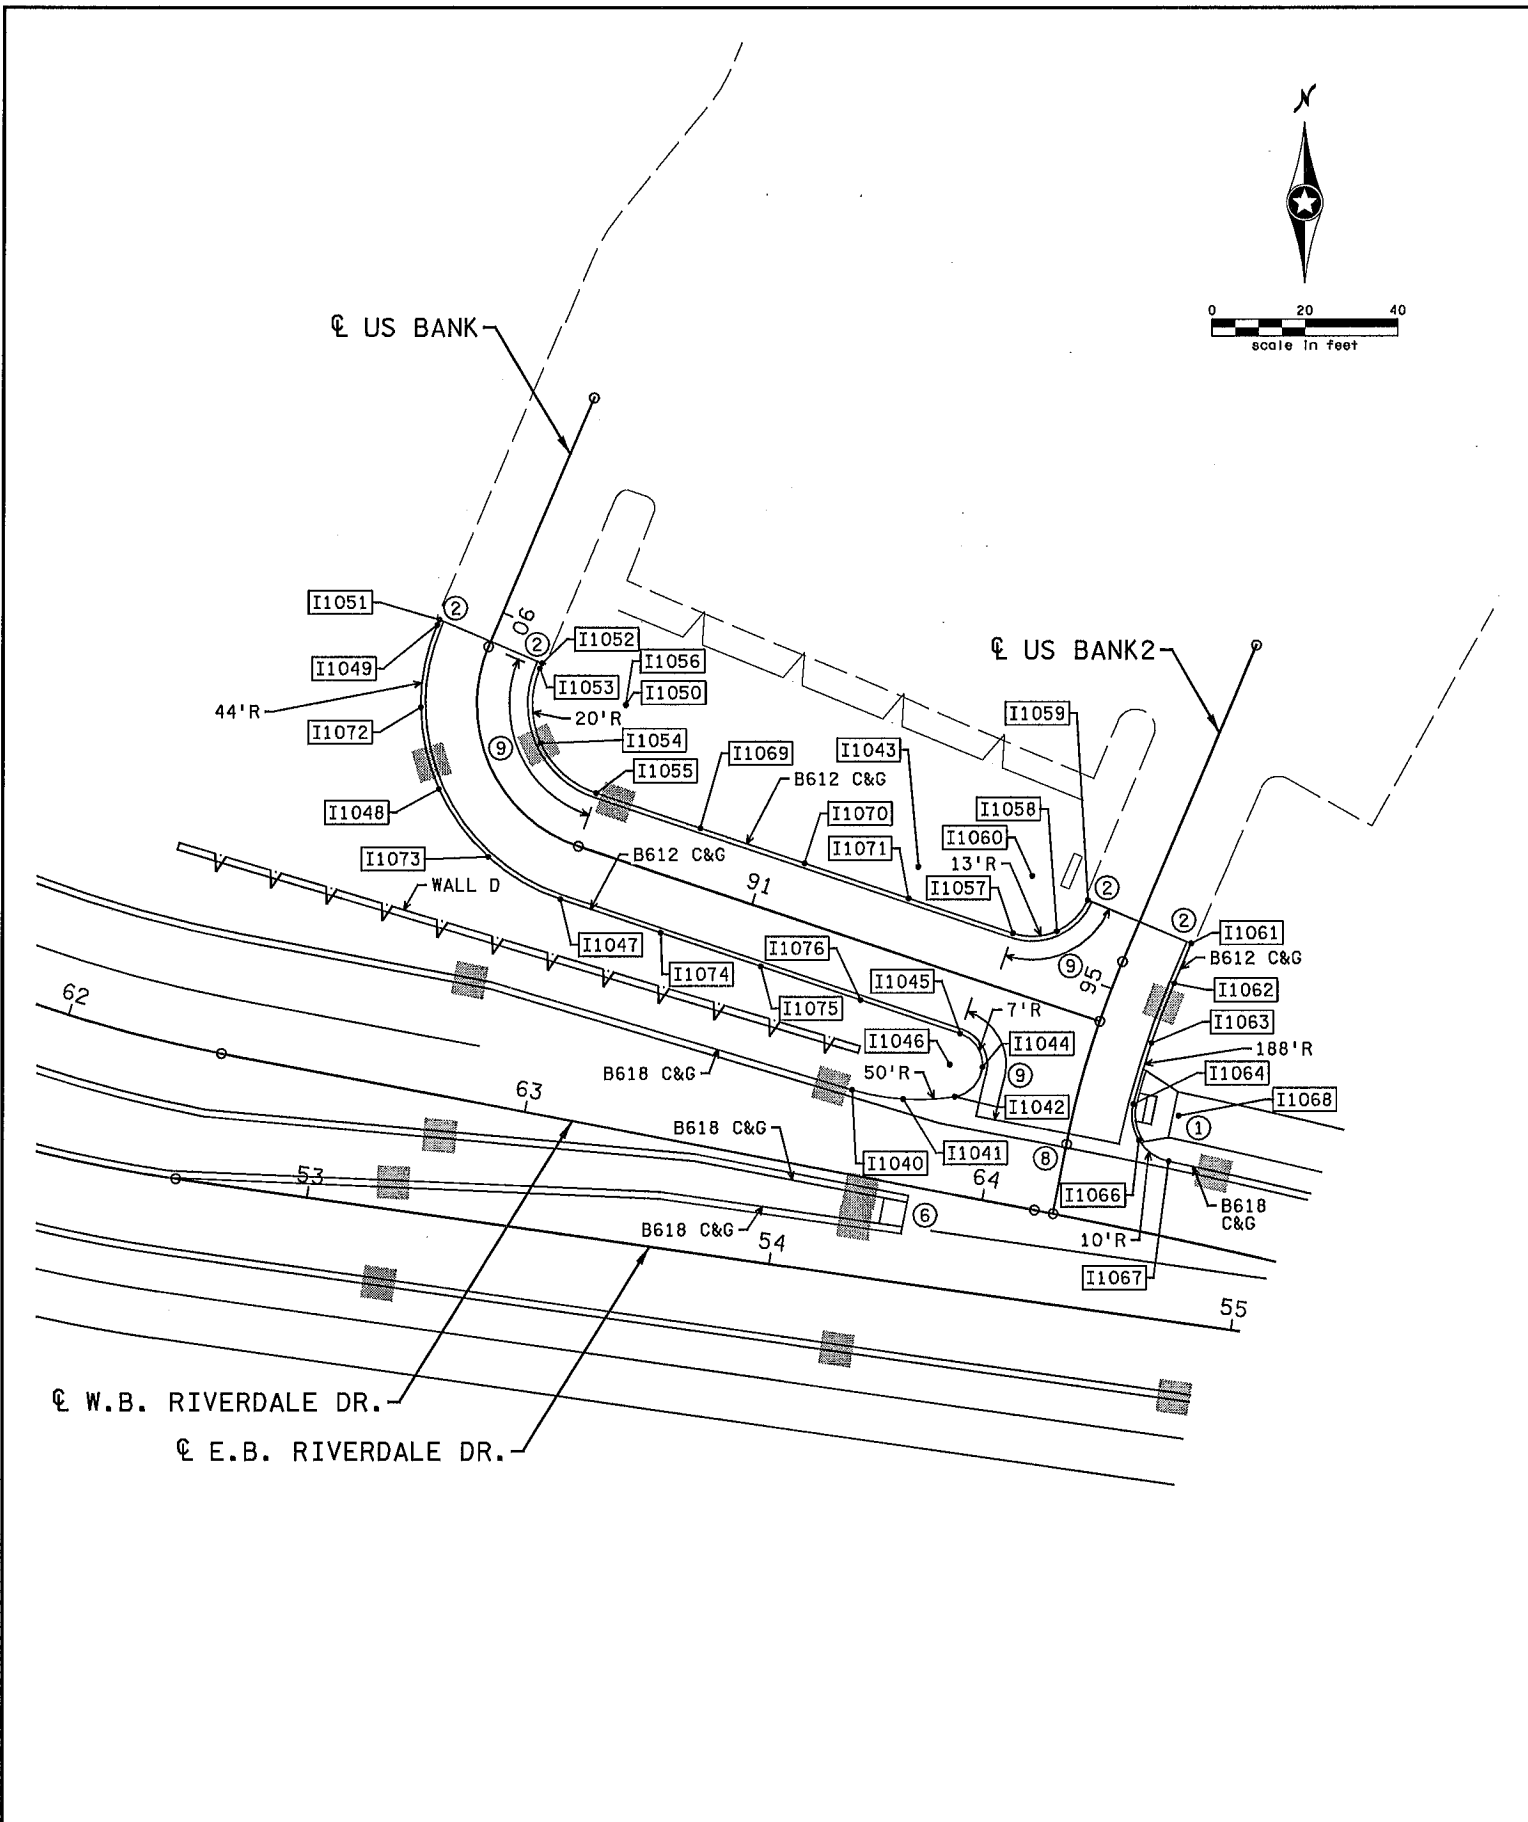 N
0 20 40
scale in feet
℄ US BANK
I1051
2
90
2
I1052
I1056
I1049
I1053
I1050
℄ US BANK2
44'R
20'R
I1072
9
I1054
I1059
I1069
I1043
I1055
B612 C&G
I1058
I1048
I1070
I1060
I1071
13'R
I1073
B612 C&G
I1057
2
WALL D
91
2
I1061
B612 C&G
I1047
I1076
9
I1074
95
I1062
62
I1045
I1075
7'R
I1063
I1046
I1044
188'R
B618 C&G
50'R
9
I1064
63
I1042
I1068
B618 C&G
1
I1041
8
I1040
53
64
I1066
B618
C&G
6
B618 C&G
54
10'R
I1067
55
℄ W.B. RIVERDALE DR.
℄ E.B. RIVERDALE DR.